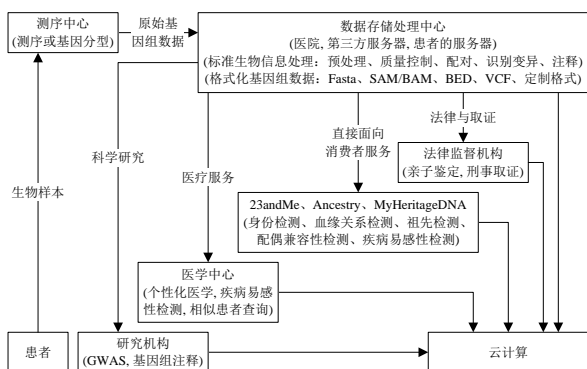 测序中心
(测序或基因分型)
原始基
因组数据
数据存储处理中心
(医院, 第三方服务器, 患者的服务器)
(标准生物信息处理：预处理、质量控制、配对、识别变异、注释)
(格式化基因组数据：Fasta、SAM/BAM、BED、VCF、定制格式)
生物样本
科学研究
医疗服务
直接面向
消费者服务
法律与取证
法律监督机构
(亲子鉴定, 刑事取证)
23andMe、Ancestry、MyHeritageDNA
(身份检测、血缘关系检测、祖先检测、
配偶兼容性检测、疾病易感性检测)
医学中心
(个性化医学, 疾病易感
性检测, 相似患者查询)
患者
研究机构
(GWAS, 基因组注释)
云计算